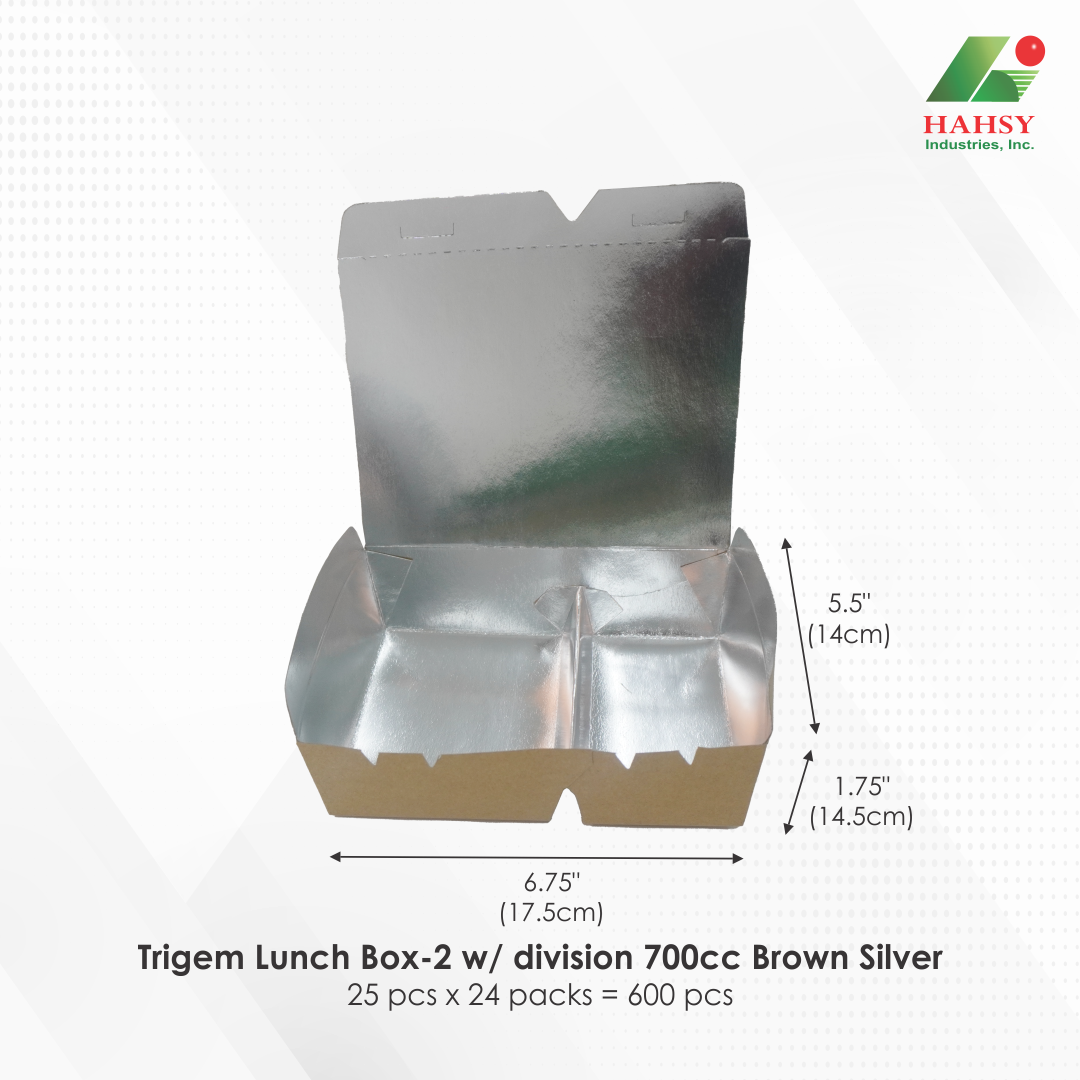 HAHSY
Industries, Inc.
5.5"
(14cm)
1.75"
(14.5cm)
6.75"
(17.5cm)
Trigem Lunch Box-2 w/ division 700cc Brown Silver
25 pcs x 24 packs = 600 pcs